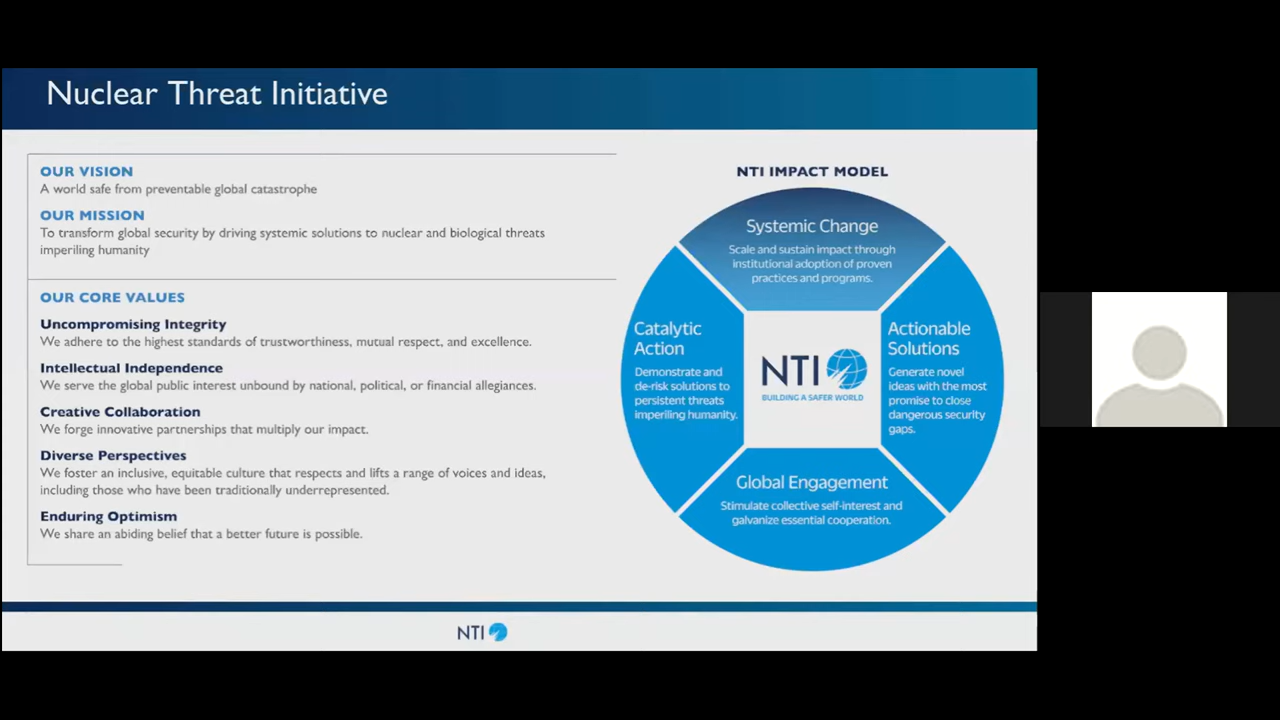 Nuclear Threat Initiative
OUR VISION
A world safe from preventable global catastrophe
OUR MISSION
To transform global security by driving systemic solutions to nuclear and biological threats
imperiling humanity
OUR CORE VALUES
Uncompromising Integrity
We adhere to the highest standards of trustworthiness, mutual respect, and excellence.
Intellectual Independence
We serve the global public interest unbound by national, political, or financial allegiances.
Creative Collaboration
We forge innovative partnerships that multiply our impact.
Diverse Perspectives
We foster an inclusive, equitable culture that respects and lifts a range of voices and ideas,
including those who have been traditionally underrepresented.
Enduring Optimism
We share an abiding belief that a better future is possible.
NTI IMPACT MODEL
Systemic Change
Scale and sustain impact through
institutional adoption of proven
practices and programs.
Catalytic
Action
Demonstrate and
de-risk solutions to
persistent threats
imperiling humanity.
NTI
BUILDING A SAFER WORLD
Actionable
Solutions
Generate novel
ideas with the most
promise to close
dangerous security
gaps.
Global Engagement
Stimulate collective self-interest and
galvanize essential cooperation.
NTI